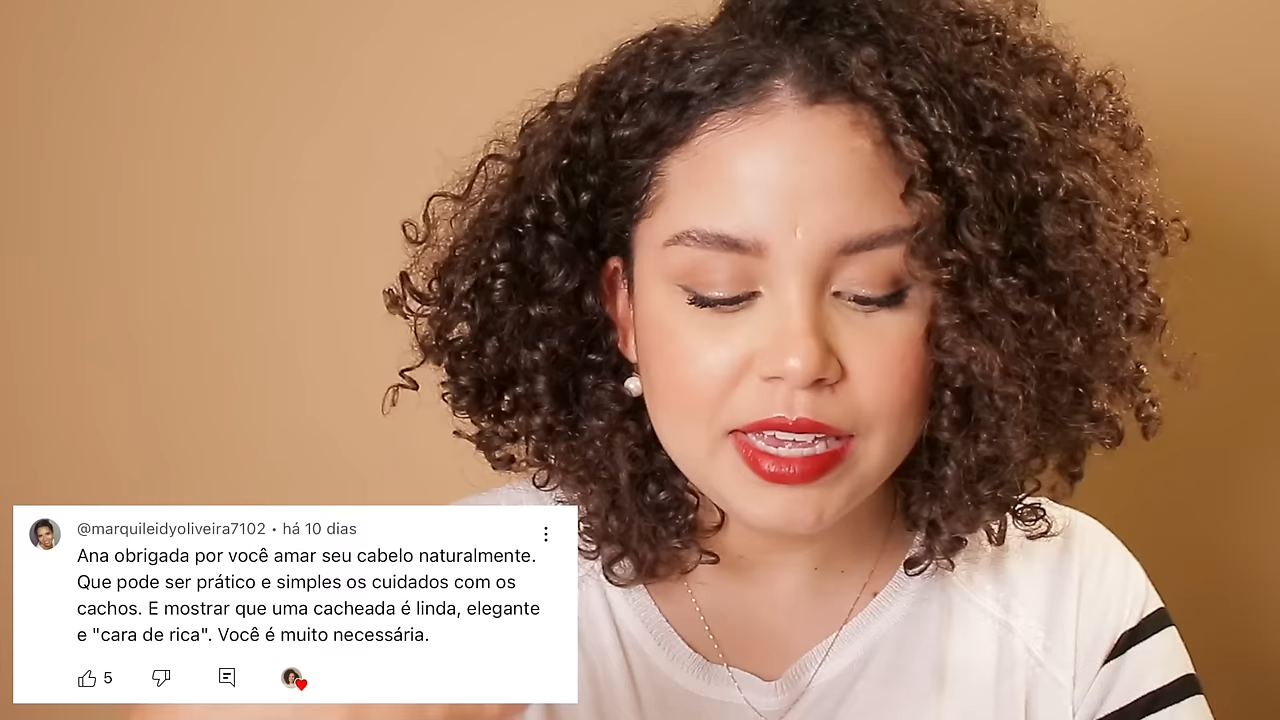 @marquileidyoliveira7102 • há 10 dias
Ana obrigada por você amar seu cabelo naturalmente.
Que pode ser prático e simples os cuidados com os
cachos. E mostrar que uma cacheada é linda, elegante
e "cara de rica". Você é muito necessária.
5